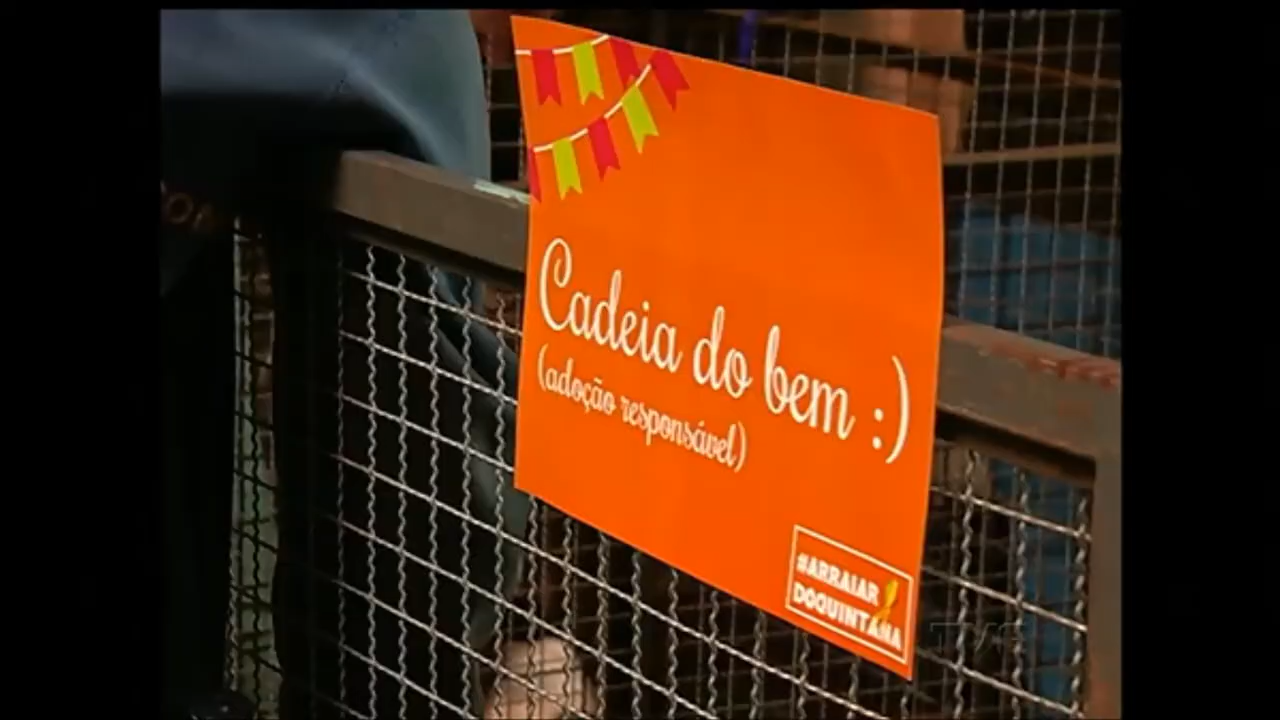 Cadeia do bem :)
(adoção responsável)
#ARRAIAR
DOQUINTANA